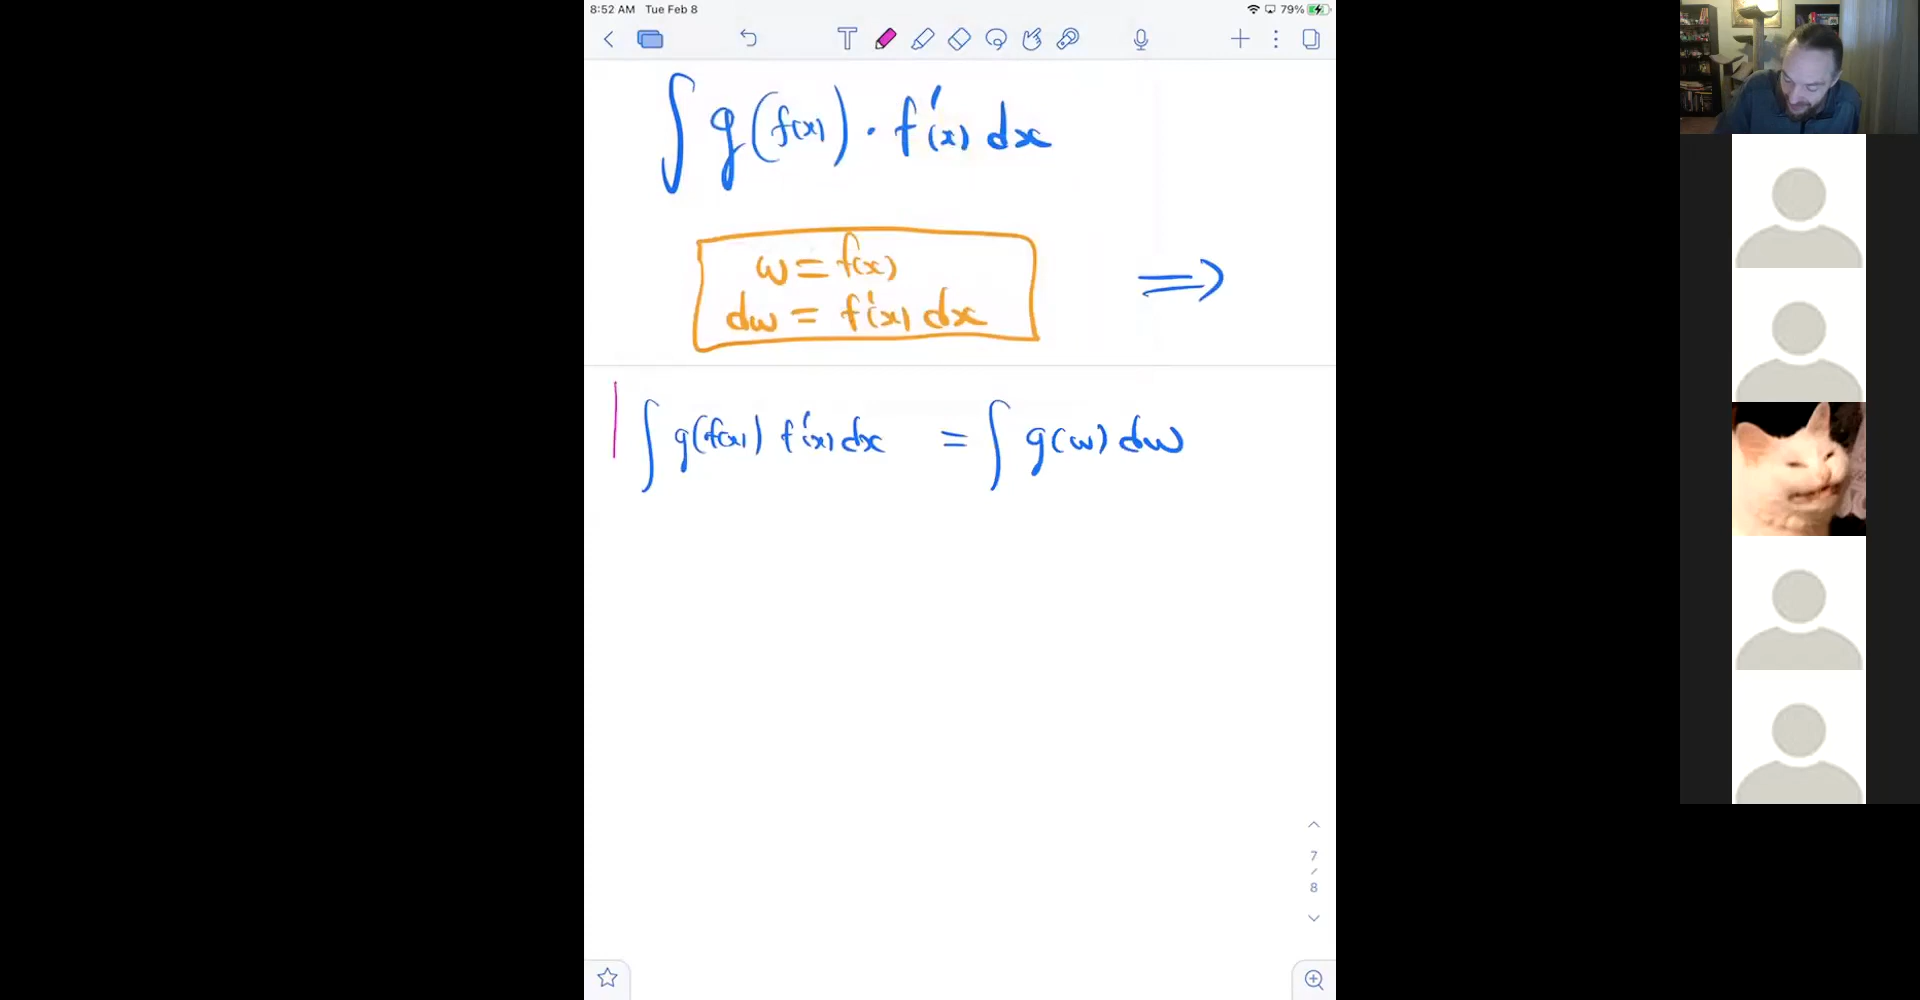 8:52 AM Tue Feb 8
79%
T
∫ g(f(x)) · f'(x) dx
w = f(x)
dw = f'(x) dx
⇒
∫ g(f(x)) f'(x) dx = ∫ g(w) dw
7
/
8